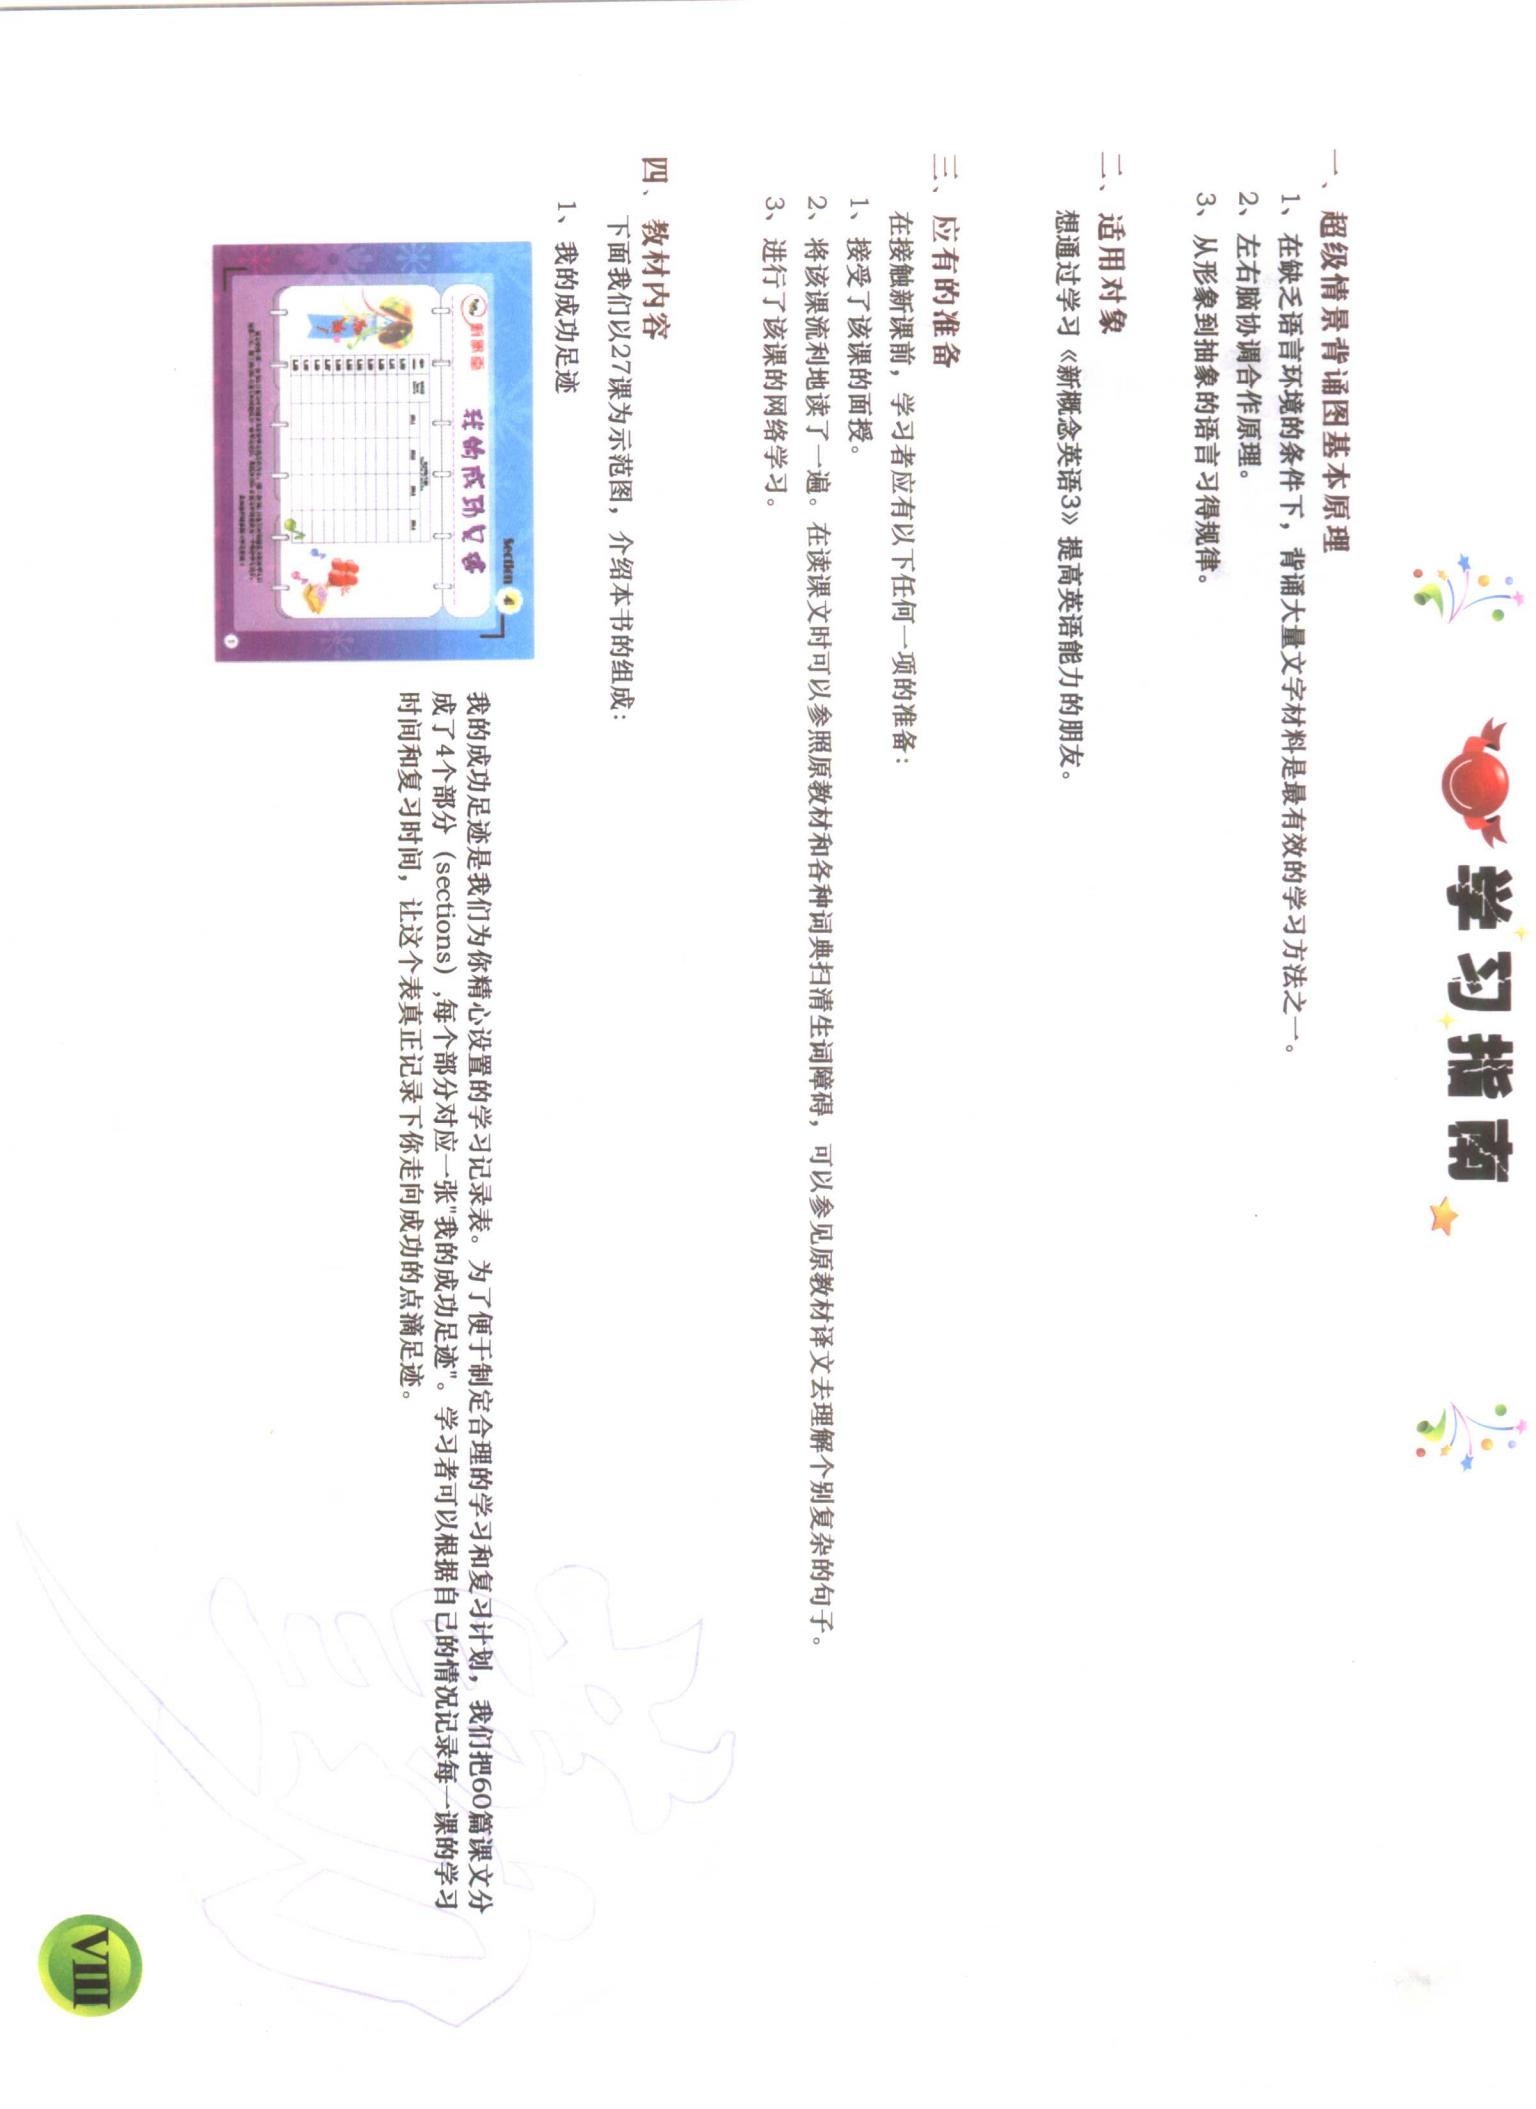 学习指南
一、超级情景背诵图基本原理
1、在缺乏语言环境的条件下，背诵大量文字材料是最有效的学习方法之一。
2、左右脑协调合作原理。
3、从形象到抽象的语言习得规律。
二、适用对象
想通过学习《新概念英语3》提高英语能力的朋友。
三、应有的准备
在接触新课前，学习者应有以下任何一项的准备：
1、接受了该课的面授。
2、将该课流利地读了一遍。在读课文时可以参照原教材和各种词典扫清生词障碍，可以参见原教材译文去理解个别复杂的句子。
3、进行了该课的网络学习。
四、教材内容
下面我们以27课为示范图，介绍本书的组成：
1、我的成功足迹
Section 4
我的成功足迹
我的成功足迹是我们为你精心设置的学习记录表。为了便于制定合理的学习和复习计划，我们把60篇课文分
成了4个部分（sections）,每个部分对应一张"我的成功足迹"。学习者可以根据自己的情况记录每一课的学习
时间和复习时间，让这个表真正记录下你走向成功的点滴足迹。
VIII